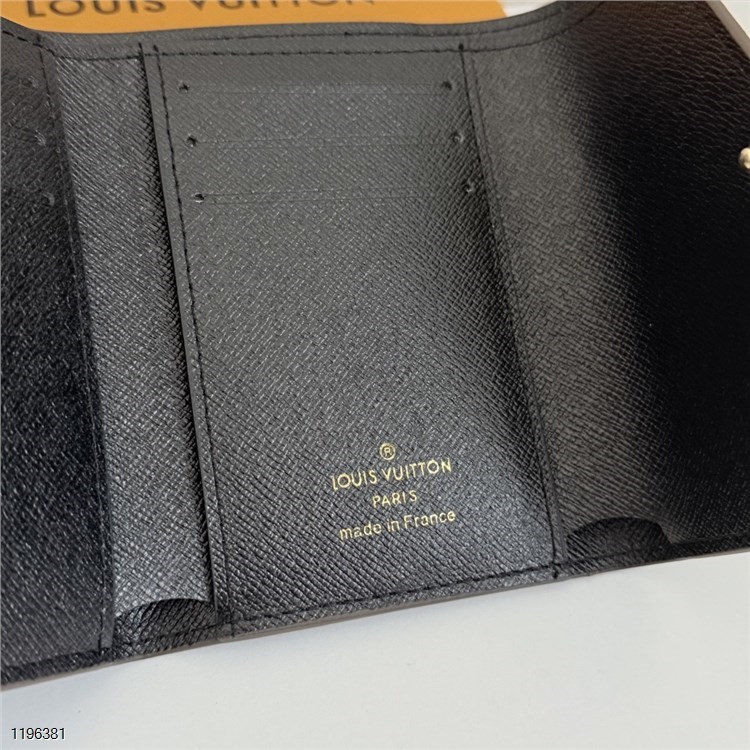 LOUIS VUITTON
®
LOUIS VUITTON
PARIS
made in France
1196381